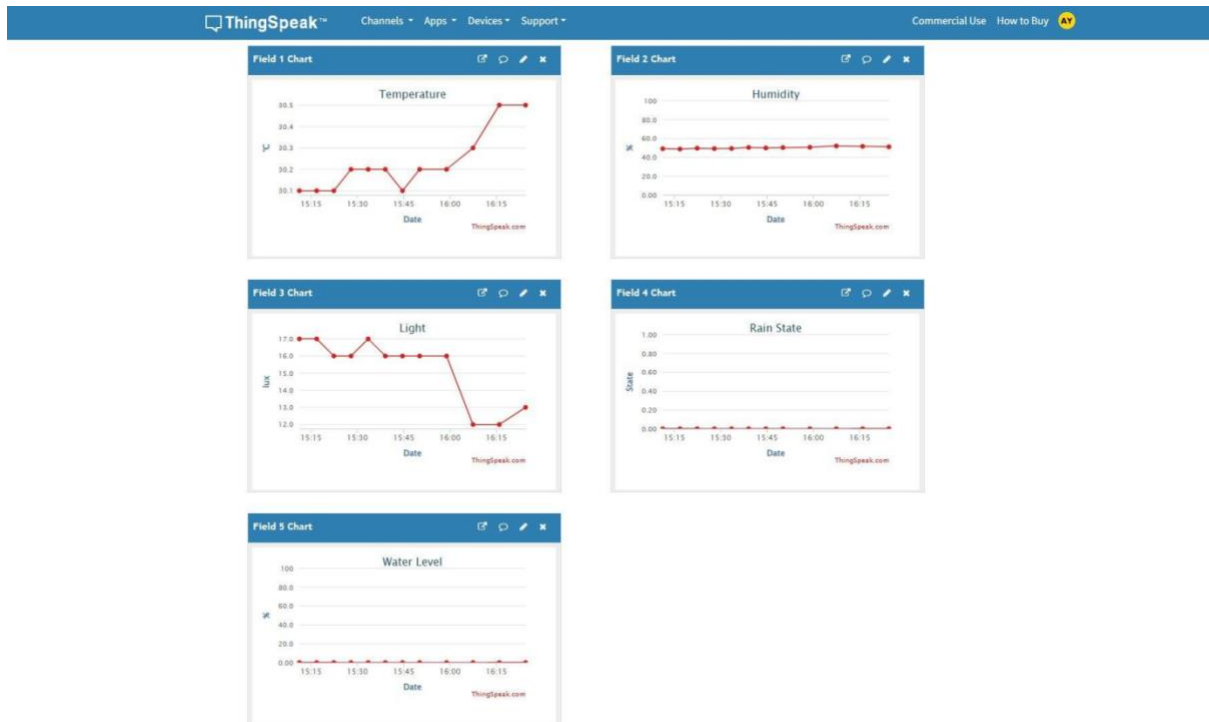 ThingSpeak™ Channels Apps Devices Support Commercial Use How to Buy AY
Field 1 Chart
Temperature
30.5
30.4
30.3
30.2
30.1
°C
15:15 15:30 15:45 16:00 16:15
Date
ThingSpeak.com
Field 2 Chart
Humidity
100
80.0
60.0
40.0
20.0
0.00
%
15:15 15:30 15:45 16:00 16:15
Date
ThingSpeak.com
Field 3 Chart
Light
17.0
16.0
15.0
14.0
13.0
12.0
lux
15:15 15:30 15:45 16:00 16:15
Date
ThingSpeak.com
Field 4 Chart
Rain State
1.00
0.80
0.60
0.40
0.20
0.00
State
15:15 15:30 15:45 16:00 16:15
Date
ThingSpeak.com
Field 5 Chart
Water Level
100
80.0
60.0
40.0
20.0
0.00
%
15:15 15:30 15:45 16:00 16:15
Date
ThingSpeak.com